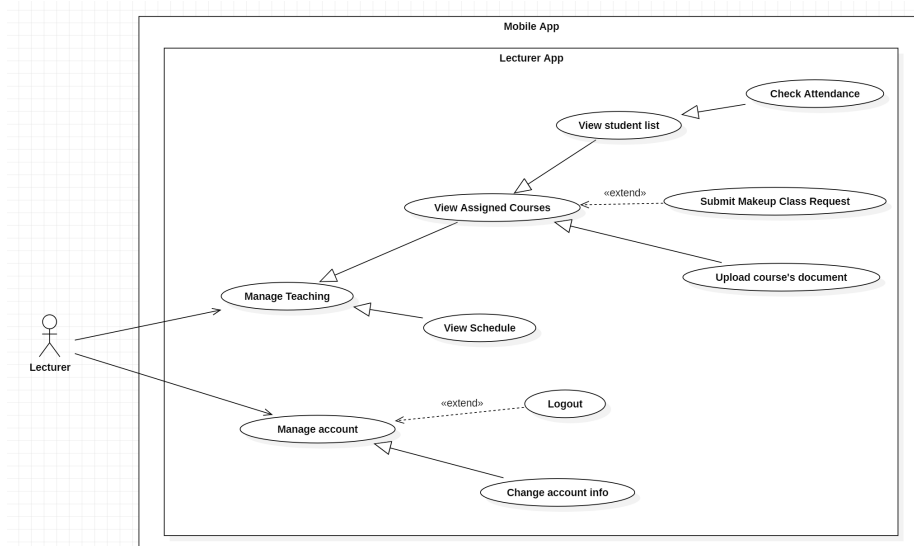 Mobile App
Lecturer App
Check Attendance
View student list
«extend»
Submit Makeup Class Request
View Assigned Courses
Upload course's document
Manage Teaching
View Schedule
Lecturer
«extend»
Logout
Manage account
Change account info